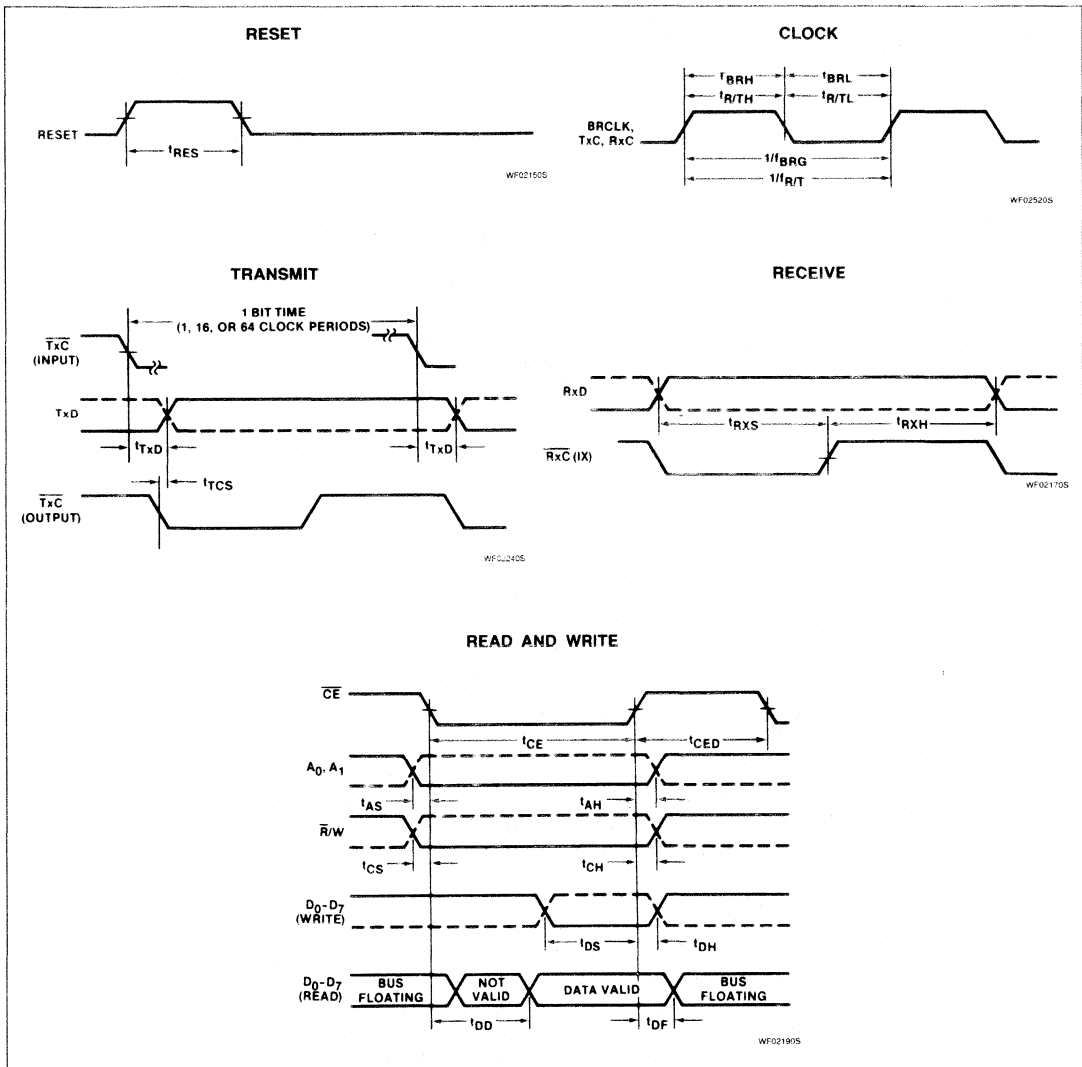 RESET
RESET
tRES
WF02150S
CLOCK
tBRH
tBRL
tR/TH
tR/TL
BRCLK,
TxC, RxC
1/fBRG
1/fR/T
WF02520S
TRANSMIT
1 BIT TIME
(1, 16, OR 64 CLOCK PERIODS)
TxC
(INPUT)
TxD
tTxD
tTxD
tTCS
TxC
(OUTPUT)
WF02240S
RECEIVE
RxD
tRXS
tRXH
RxC (IX)
WF02170S
READ AND WRITE
CE
tCE
tCED
A0, A1
tAS
tAH
R/W
tCS
tCH
D0-D7
(WRITE)
tDS
tDH
D0-D7
(READ)
BUS
FLOATING
NOT
VALID
DATA VALID
BUS
FLOATING
tDD
tDF
WF02190S